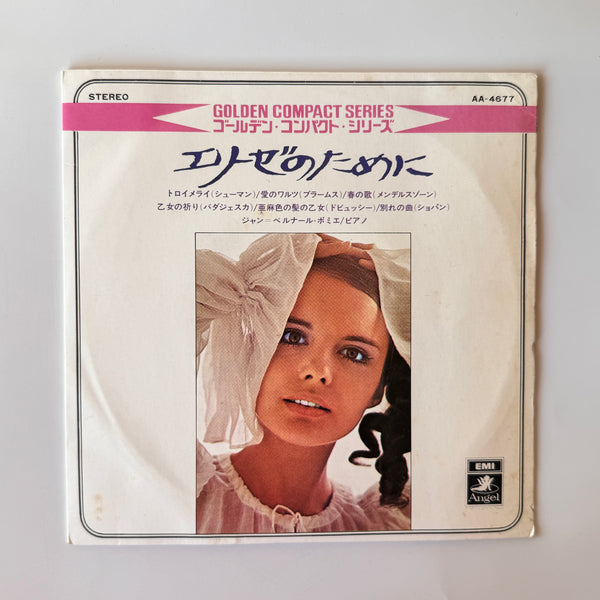 STEREO
AA-4677
GOLDEN COMPACT SERIES
ゴールデン・コンパクト・シリーズ
エリーゼのために
トロイメライ(シューマン)/愛のワルツ(ブラームス)/春の歌(メンデルスゾーン)
乙女の祈り(バダジェスカ)/亜麻色の髪の乙女(ドビュッシー)/別れの曲(ショパン)
ジャン=ベルナール・ポミエ/ピアノ
EMI
Angel